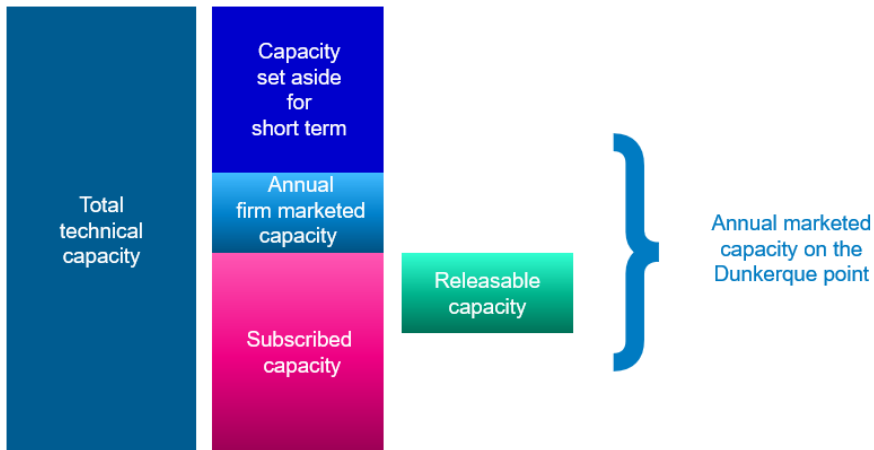 Total
technical
capacity
Capacity
set aside
for
short term
Annual
firm marketed
capacity
Subscribed
capacity
Releasable
capacity
Annual marketed
capacity on the
Dunkerque point